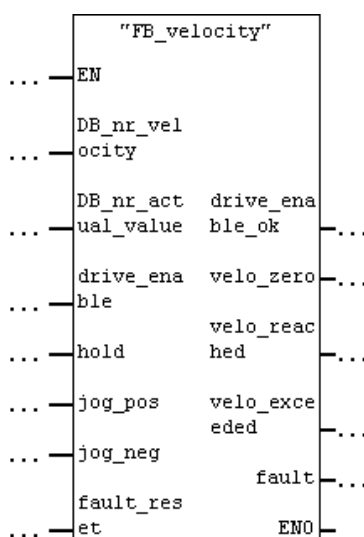 "FB_velocity"
... EN
DB_nr_vel
... ocity
DB_nr_act drive_ena
... ual_value ble_ok ...
drive_ena velo_zero ...
... ble
velo_reac
... hold hed ...
... jog_pos velo_exce
eded ...
... jog_neg
fault ...
fault_res
... et ENO